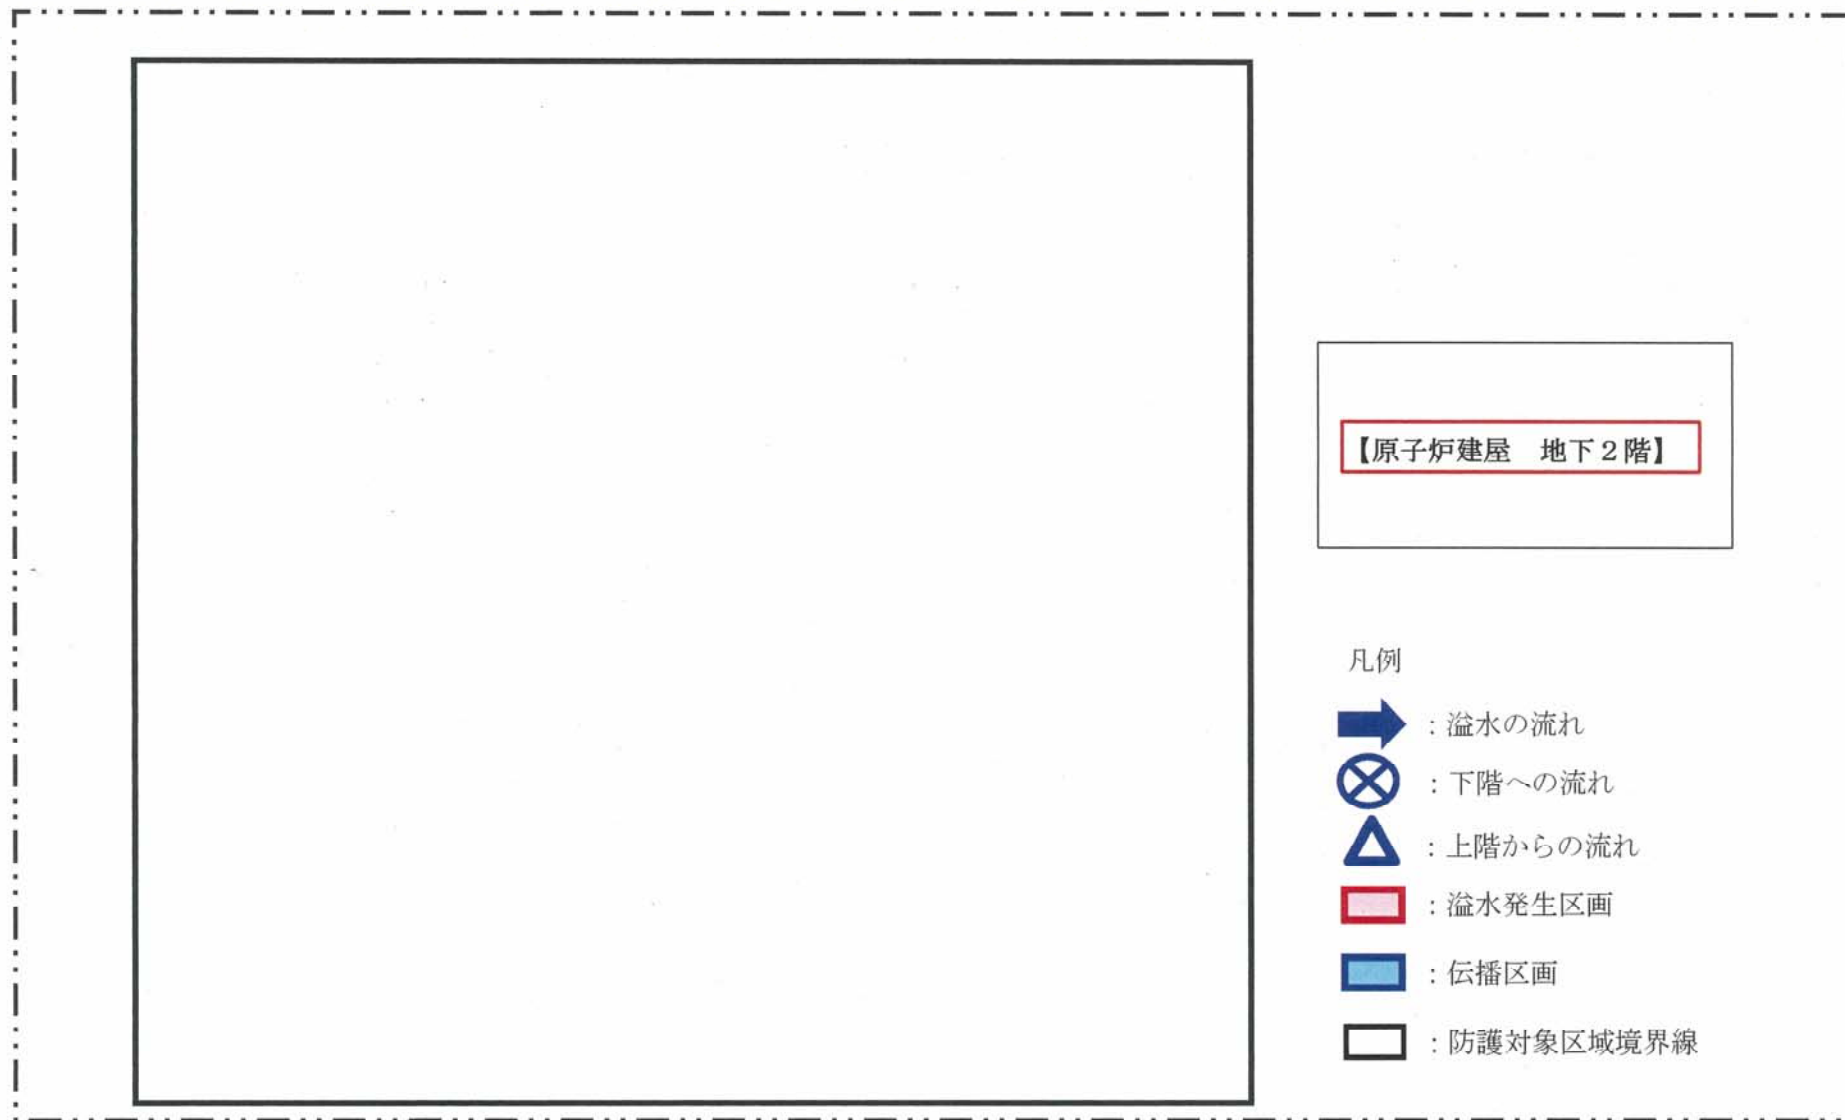 【原子炉建屋　地下２階】
凡例
：溢水の流れ
：下階への流れ
：上階からの流れ
：溢水発生区画
：伝播区画
：防護対象区域境界線